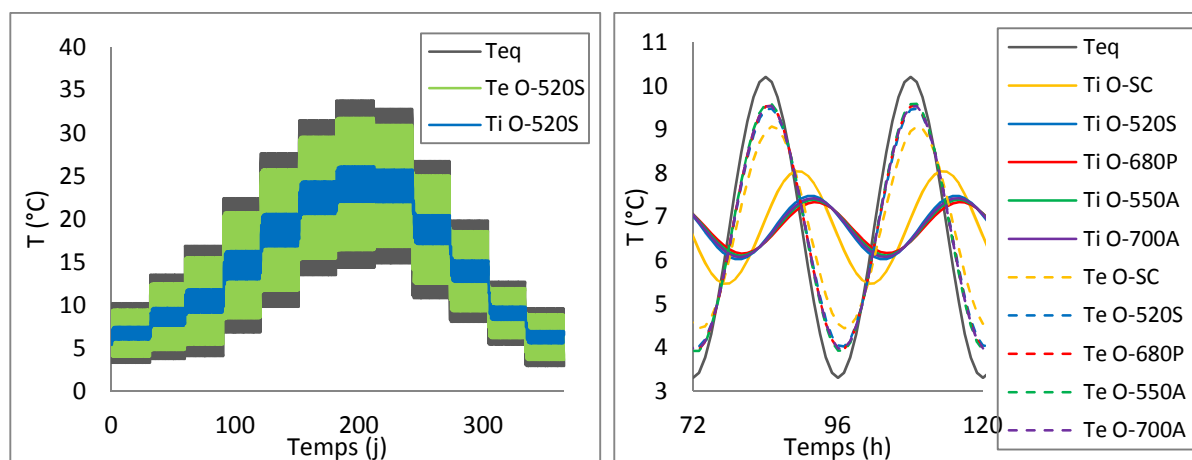 40
35
30
25
20
15
10
5
0
T (°C)
0
100
200
300
Temps (j)
Teq
Te O-520S
Ti O-520S
11
10
9
8
7
6
5
4
3
T (°C)
72
96
120
Temps (h)
Teq
Ti O-SC
Ti O-520S
Ti O-680P
Ti O-550A
Ti O-700A
Te O-SC
Te O-520S
Te O-680P
Te O-550A
Te O-700A